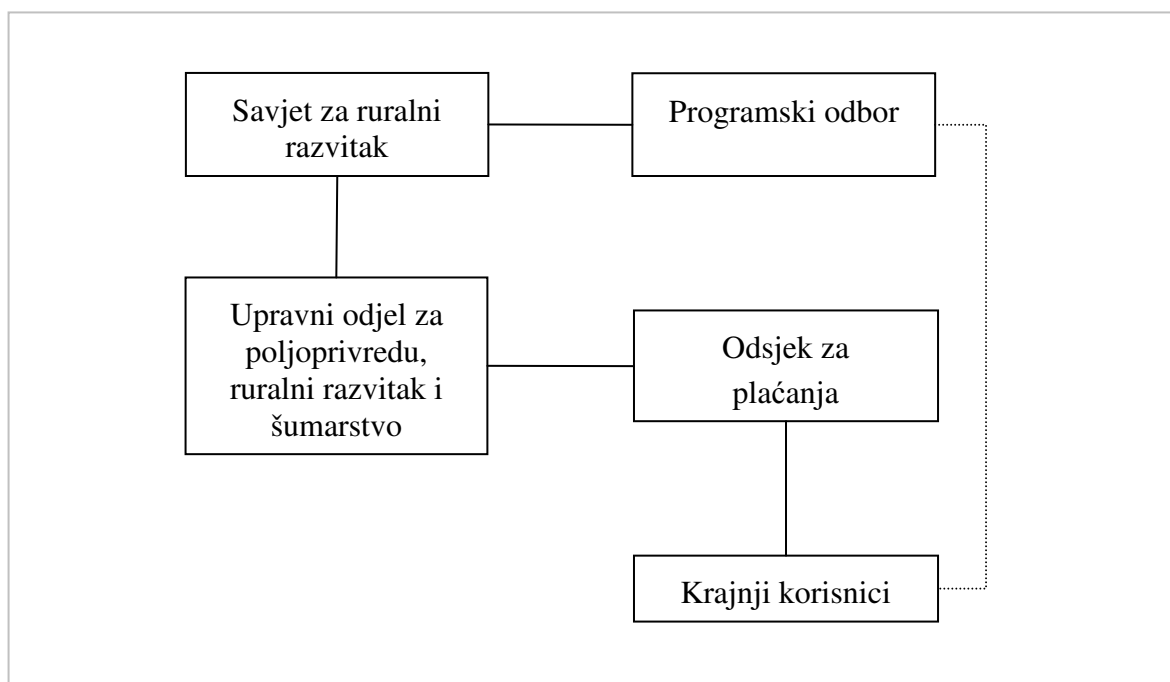 Savjet za ruralni
razvitak
Programski odbor
Upravni odjel za
poljoprivredu,
ruralni razvitak i
šumarstvo
Odsjek za
plaćanja
Krajnji korisnici